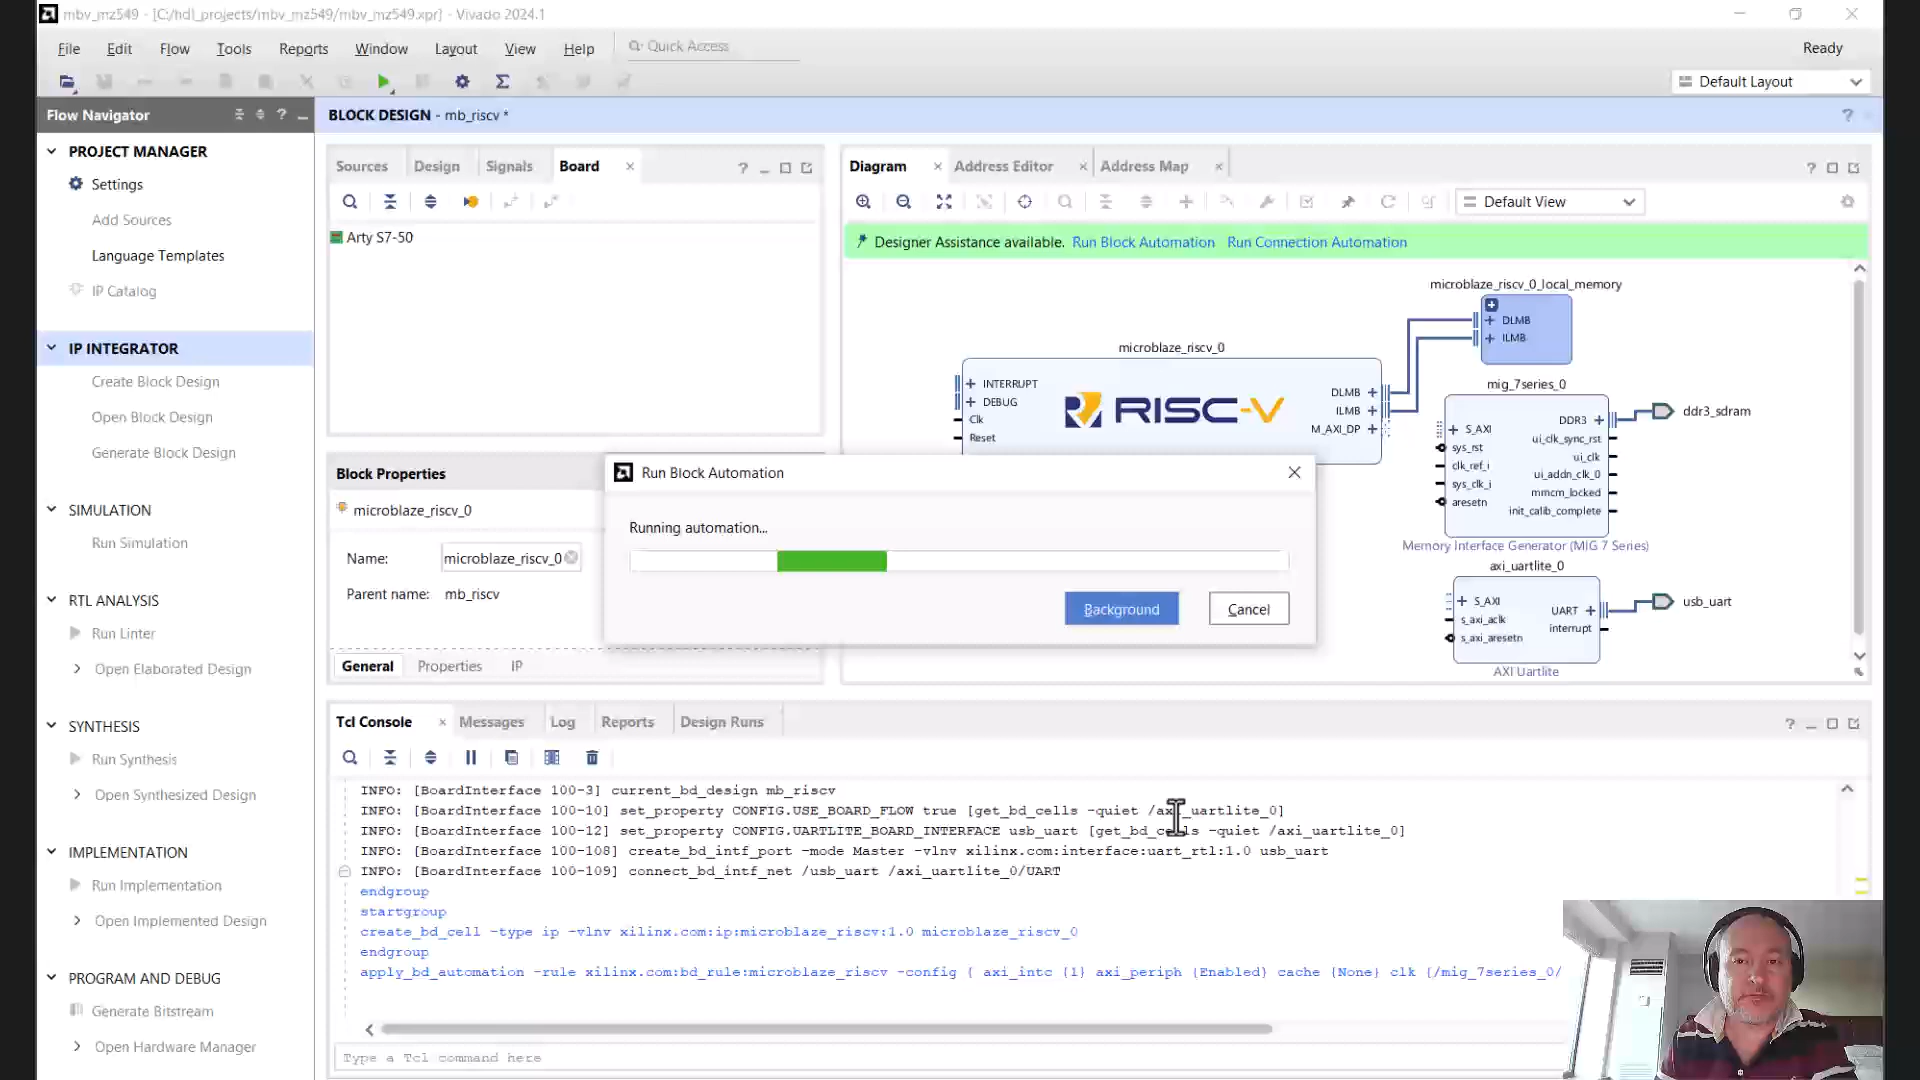 mbv_mz549 - [C:/hdl_projects/mbv_mz549/mbv_mz549.xpr] - Vivado 2024.1
File Edit Flow Tools Reports Window Layout View Help Quick Access Ready
Default Layout
Flow Navigator
PROJECT MANAGER
Settings
Add Sources
Language Templates
IP Catalog
IP INTEGRATOR
Create Block Design
Open Block Design
Generate Block Design
SIMULATION
Run Simulation
RTL ANALYSIS
Run Linter
Open Elaborated Design
SYNTHESIS
Run Synthesis
Open Synthesized Design
IMPLEMENTATION
Run Implementation
Open Implemented Design
PROGRAM AND DEBUG
Generate Bitstream
Open Hardware Manager
BLOCK DESIGN - mb_riscv *
Sources Design Signals Board
Arty S7-50
Block Properties
microblaze_riscv_0
Name: microblaze_riscv_0
Parent name: mb_riscv
General Properties IP
Diagram Address Editor Address Map
Default View
Designer Assistance available. Run Block Automation Run Connection Automation
microblaze_riscv_0_local_memory
DLMB
ILMB
microblaze_riscv_0
INTERRUPT
DEBUG
Clk
Reset
RISC-V
DLMB
ILMB
M_AXI_DP
mig_7series_0
S_AXI
sys_rst
clk_ref_i
sys_clk_i
aresetn
DDR3
ui_clk_sync_rst
ui_clk
ui_addn_clk_0
mmcm_locked
init_calib_complete
ddr3_sdram
Memory Interface Generator (MIG 7 Series)
axi_uartlite_0
S_AXI
s_axi_aclk
s_axi_aresetn
UART
interrupt
usb_uart
AXI Uartlite
Run Block Automation
Running automation...
Background Cancel
Tcl Console Messages Log Reports Design Runs
INFO: [BoardInterface 100-3] current_bd_design mb_riscv
INFO: [BoardInterface 100-10] set_property CONFIG.USE_BOARD_FLOW true [get_bd_cells -quiet /axi_uartlite_0]
INFO: [BoardInterface 100-12] set_property CONFIG.UARTLITE_BOARD_INTERFACE usb_uart [get_bd_cells -quiet /axi_uartlite_0]
INFO: [BoardInterface 100-108] create_bd_intf_port -mode Master -vlnv xilinx.com:interface:uart_rtl:1.0 usb_uart
INFO: [BoardInterface 100-109] connect_bd_intf_net /usb_uart /axi_uartlite_0/UART
endgroup
startgroup
create_bd_cell -type ip -vlnv xilinx.com:ip:microblaze_riscv:1.0 microblaze_riscv_0
endgroup
apply_bd_automation -rule xilinx.com:bd_rule:microblaze_riscv -config { axi_intc {1} axi_periph {Enabled} cache {None} clk {/mig_7series_0/
Type a Tcl command here